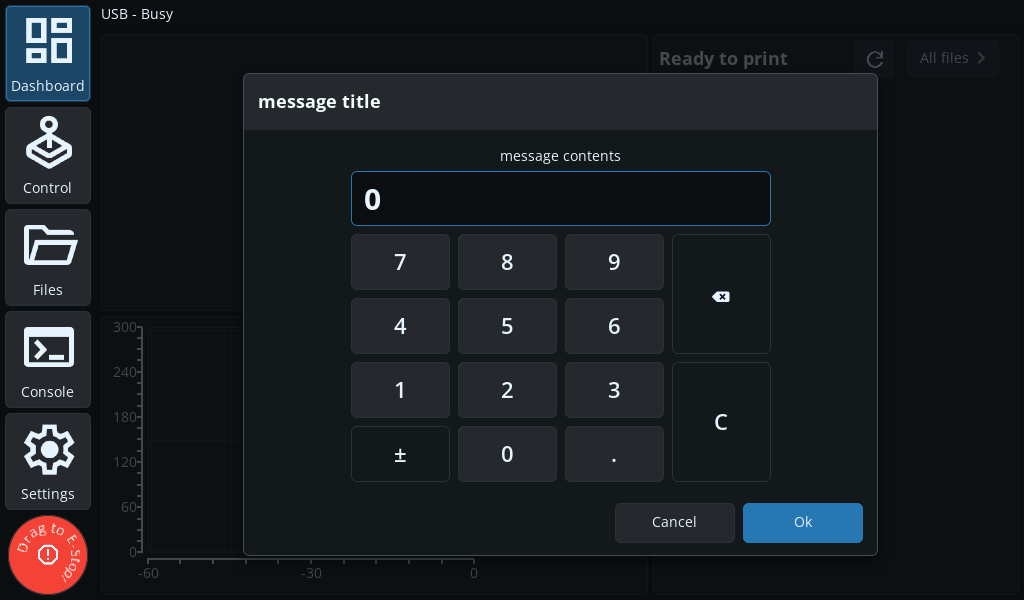 USB - Busy
Dashboard
Control
Files
Console
Settings
Drag to E-Stop!
Ready to print
All files
message title
message contents
0
7 8 9
4 5 6
1 2 3
C
± 0 .
Cancel Ok
300
240
180
120
60
0
-60 -30 0